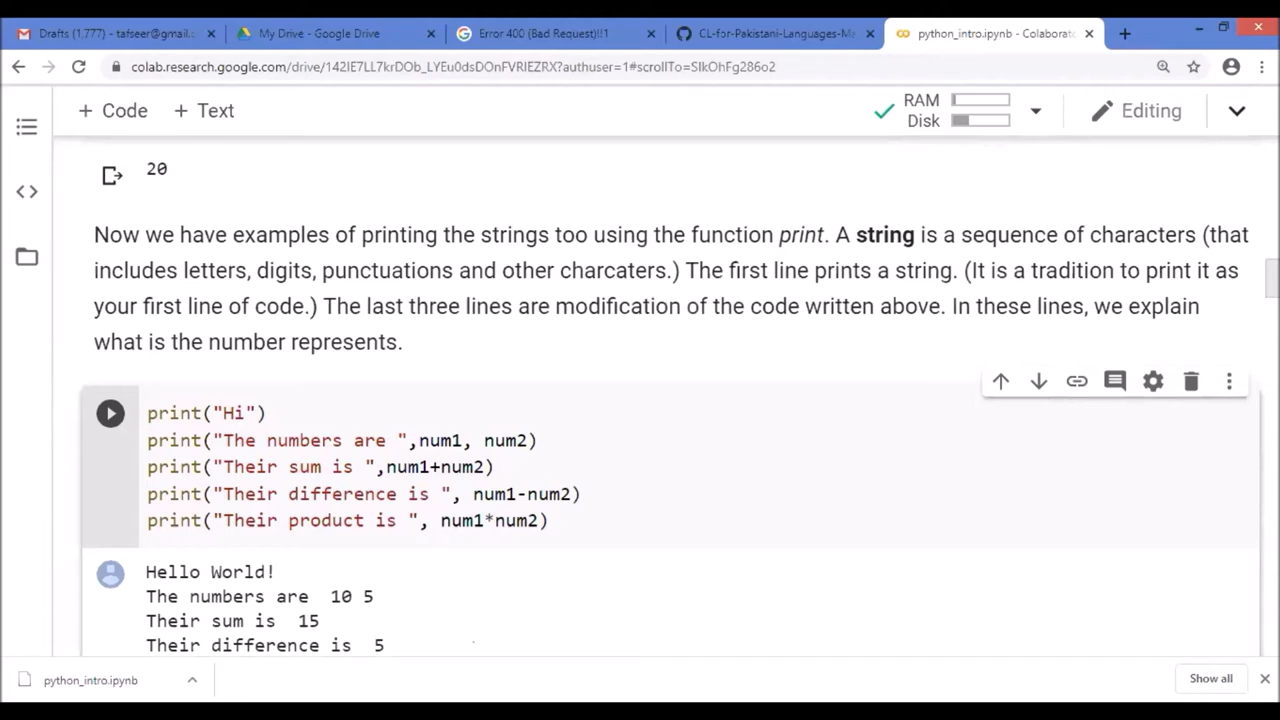 Drafts (1,777) - tafseer@gmail.c
My Drive - Google Drive
Error 400 (Bad Request)!!1
CL-for-Pakistani-Languages-Ma
python_intro.ipynb - Colaborato
colab.research.google.com/drive/142IE7LL7krDOb_LYEu0dsDOnFVRIEZRX?authuser=1#scrollTo=SIkOhFg286o2
+ Code + Text
RAM
Disk
Editing
20
Now we have examples of printing the strings too using the function print. A string is a sequence of characters (that
includes letters, digits, punctuations and other charcaters.) The first line prints a string. (It is a tradition to print it as
your first line of code.) The last three lines are modification of the code written above. In these lines, we explain
what is the number represents.
print("Hi")
print("The numbers are ",num1, num2)
print("Their sum is ",num1+num2)
print("Their difference is ", num1-num2)
print("Their product is ", num1*num2)
Hello World!
The numbers are  10 5
Their sum is  15
Their difference is  5
python_intro.ipynb
Show all